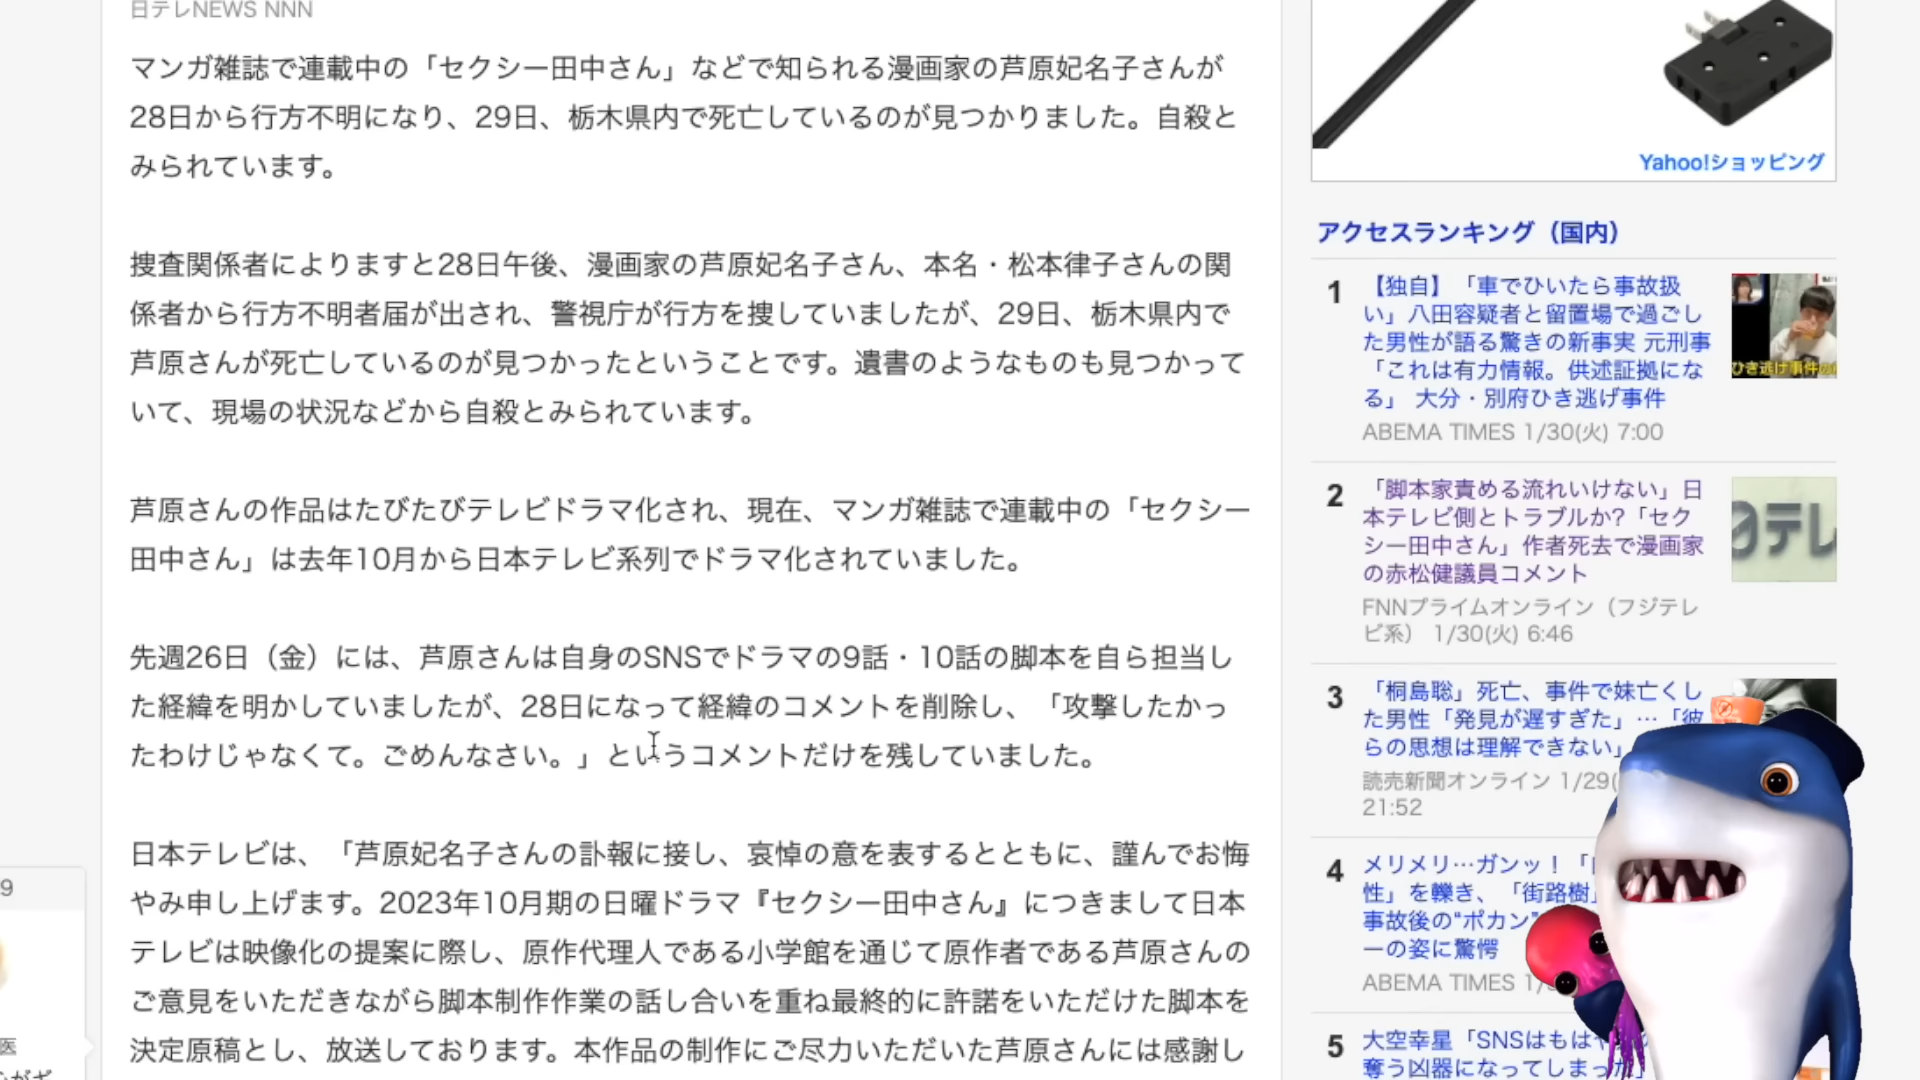 日テレNEWS NNN
マンガ雑誌で連載中の「セクシー田中さん」などで知られる漫画家の芦原妃名子さんが
28日から行方不明になり、29日、栃木県内で死亡しているのが見つかりました。自殺と
みられています。
捜査関係者によりますと28日午後、漫画家の芦原妃名子さん、本名・松本律子さんの関
係者から行方不明者届が出され、警視庁が行方を捜していましたが、29日、栃木県内で
芦原さんが死亡しているのが見つかったということです。遺書のようなものも見つかって
いて、現場の状況などから自殺とみられています。
芦原さんの作品はたびたびテレビドラマ化され、現在、マンガ雑誌で連載中の「セクシー
田中さん」は去年10月から日本テレビ系列でドラマ化されていました。
先週26日（金）には、芦原さんは自身のSNSでドラマの9話・10話の脚本を自ら担当し
た経緯を明かしていましたが、28日になって経緯のコメントを削除し、「攻撃したかっ
たわけじゃなくて。ごめんなさい。」というコメントだけを残していました。
日本テレビは、「芦原妃名子さんの訃報に接し、哀悼の意を表するとともに、謹んでお悔
やみ申し上げます。2023年10月期の日曜ドラマ『セクシー田中さん』につきまして日本
テレビは映像化の提案に際し、原作代理人である小学館を通じて原作者である芦原さんの
ご意見をいただきながら脚本制作作業の話し合いを重ね最終的に許諾をいただけた脚本を
決定原稿とし、放送しております。本作品の制作にご尽力いただいた芦原さんには感謝し
9
医
Yahoo!ショッピング
アクセスランキング（国内）
1
【独自】「車でひいたら事故扱
い」八田容疑者と留置場で過ごし
た男性が語る驚きの新事実 元刑事
「これは有力情報。供述証拠にな
る」 大分・別府ひき逃げ事件
ABEMA TIMES 1/30(火) 7:00
ひき逃げ事件の
2
「脚本家責める流れいけない」日
本テレビ側とトラブルか?「セク
シー田中さん」作者死去で漫画家
の赤松健議員コメント
FNNプライムオンライン（フジテレ
ビ系） 1/30(火) 6:46
日テレ
3
「桐島聡」死亡、事件で妹亡くし
た男性「発見が遅すぎた」…「彼
らの思想は理解できない」
読売新聞オンライン 1/29(
21:52
4
メリメリ…ガンッ！「
性」を轢き、「街路樹」
事故後の“ポカン”
ーの姿に驚愕
ABEMA TIMES 1/
5
大空幸星「SNSはもは
奪う凶器になってしまった」